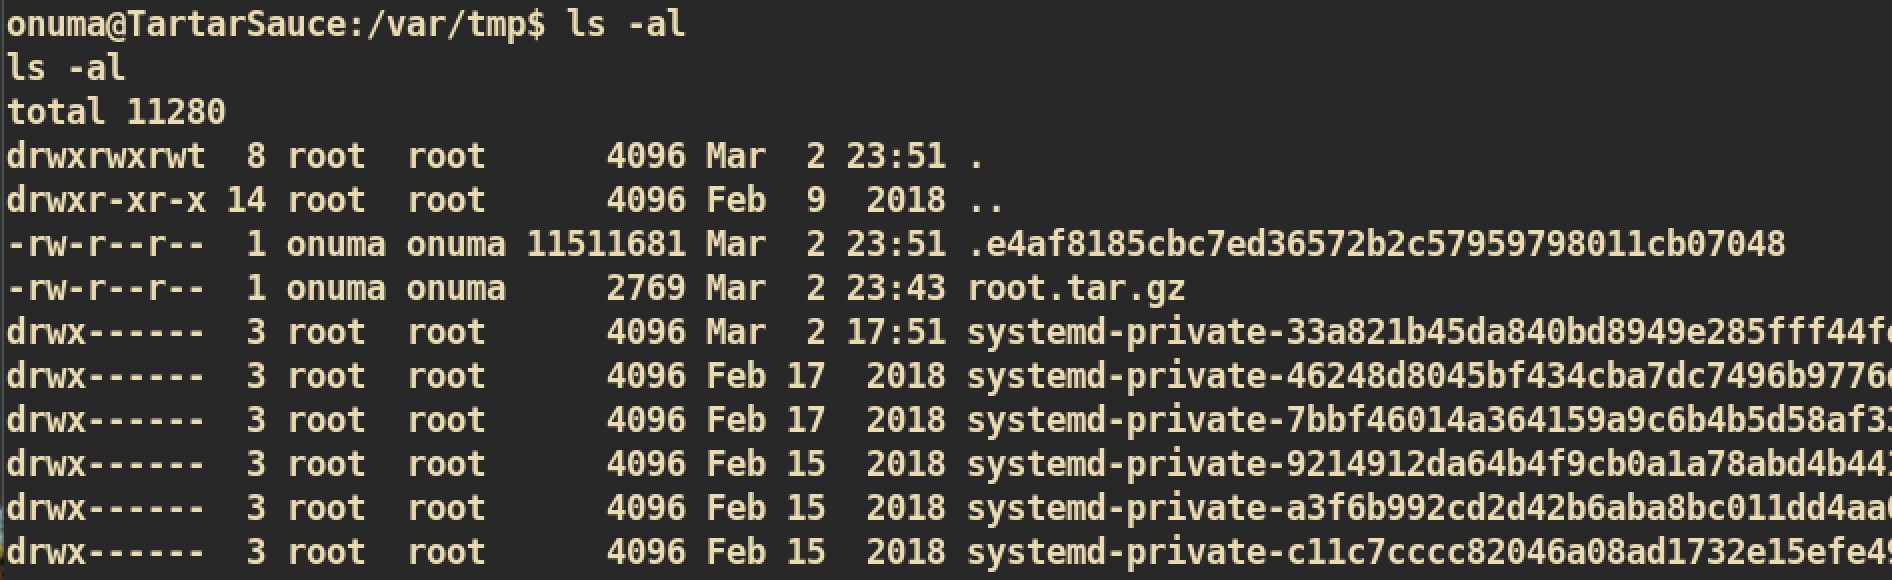 onuma@TartarSauce:/var/tmp$ ls -al
ls -al
total 11280
drwxrwxrwt  8 root  root      4096 Mar  2 23:51 .
drwxr-xr-x 14 root  root      4096 Feb  9  2018 ..
-rw-r--r--  1 onuma onuma 11511681 Mar  2 23:51 .e4af8185cbc7ed36572b2c57959798011cb07048
-rw-r--r--  1 onuma onuma     2769 Mar  2 23:43 root.tar.gz
drwx------  3 root  root      4096 Mar  2 17:51 systemd-private-33a821b45da840bd8949e285fff44f
drwx------  3 root  root      4096 Feb 17  2018 systemd-private-46248d8045bf434cba7dc7496b9776
drwx------  3 root  root      4096 Feb 17  2018 systemd-private-7bbf46014a364159a9c6b4b5d58af3
drwx------  3 root  root      4096 Feb 15  2018 systemd-private-9214912da64b4f9cb0a1a78abd4b44
drwx------  3 root  root      4096 Feb 15  2018 systemd-private-a3f6b992cd2d42b6aba8bc011dd4aa
drwx------  3 root  root      4096 Feb 15  2018 systemd-private-c11c7cccc82046a08ad1732e15efe4